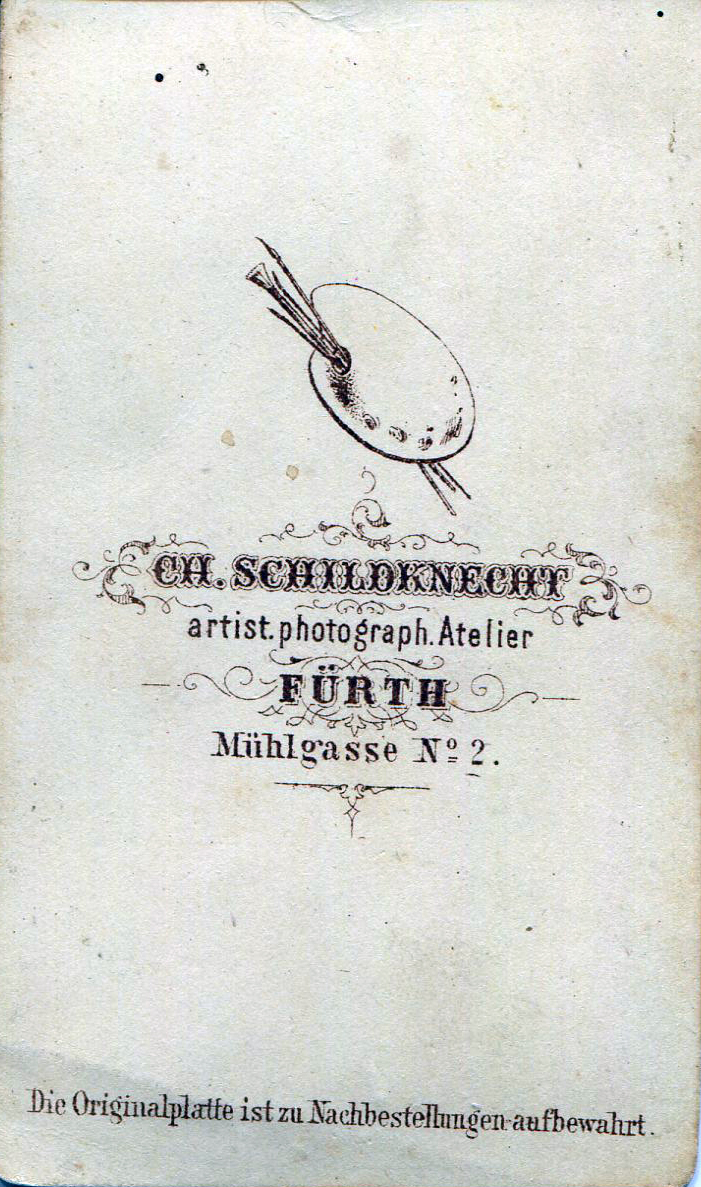 CH. SCHILDKNECHT
artist. photograph. Atelier
FÜRTH
Mühlgasse Nº 2.
Die Originalplatte ist zu Nachbestellungen aufbewahrt.